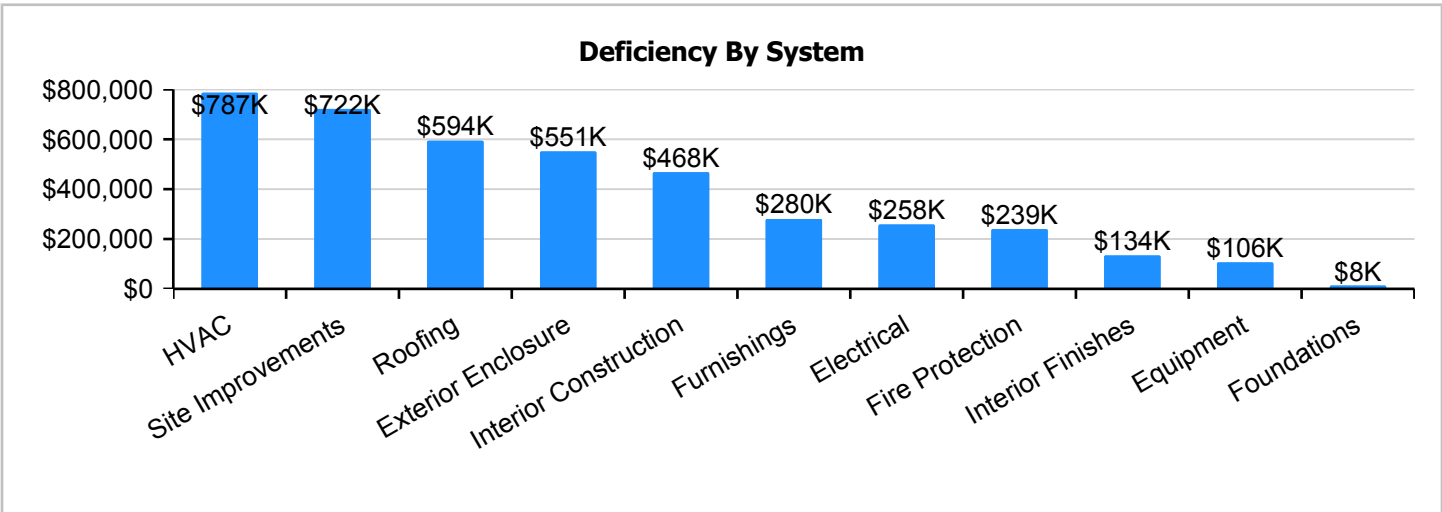 Deficiency By System
$800,000
$600,000
$400,000
$200,000
$0
$787K
$722K
$594K
$551K
$468K
$280K
$258K
$239K
$134K
$106K
$8K
HVAC
Site Improvements
Roofing
Exterior Enclosure
Interior Construction
Furnishings
Electrical
Fire Protection
Interior Finishes
Equipment
Foundations